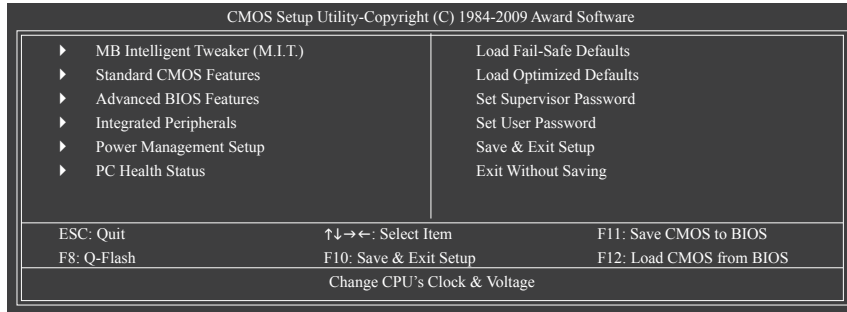 CMOS Setup Utility-Copyright (C) 1984-2009 Award Software
MB Intelligent Tweaker (M.I.T.)
Standard CMOS Features
Advanced BIOS Features
Integrated Peripherals
Power Management Setup
PC Health Status
Load Fail-Safe Defaults
Load Optimized Defaults
Set Supervisor Password
Set User Password
Save & Exit Setup
Exit Without Saving
ESC: Quit ↑↓→←: Select Item F11: Save CMOS to BIOS
F8: Q-Flash F10: Save & Exit Setup F12: Load CMOS from BIOS
Change CPU's Clock & Voltage